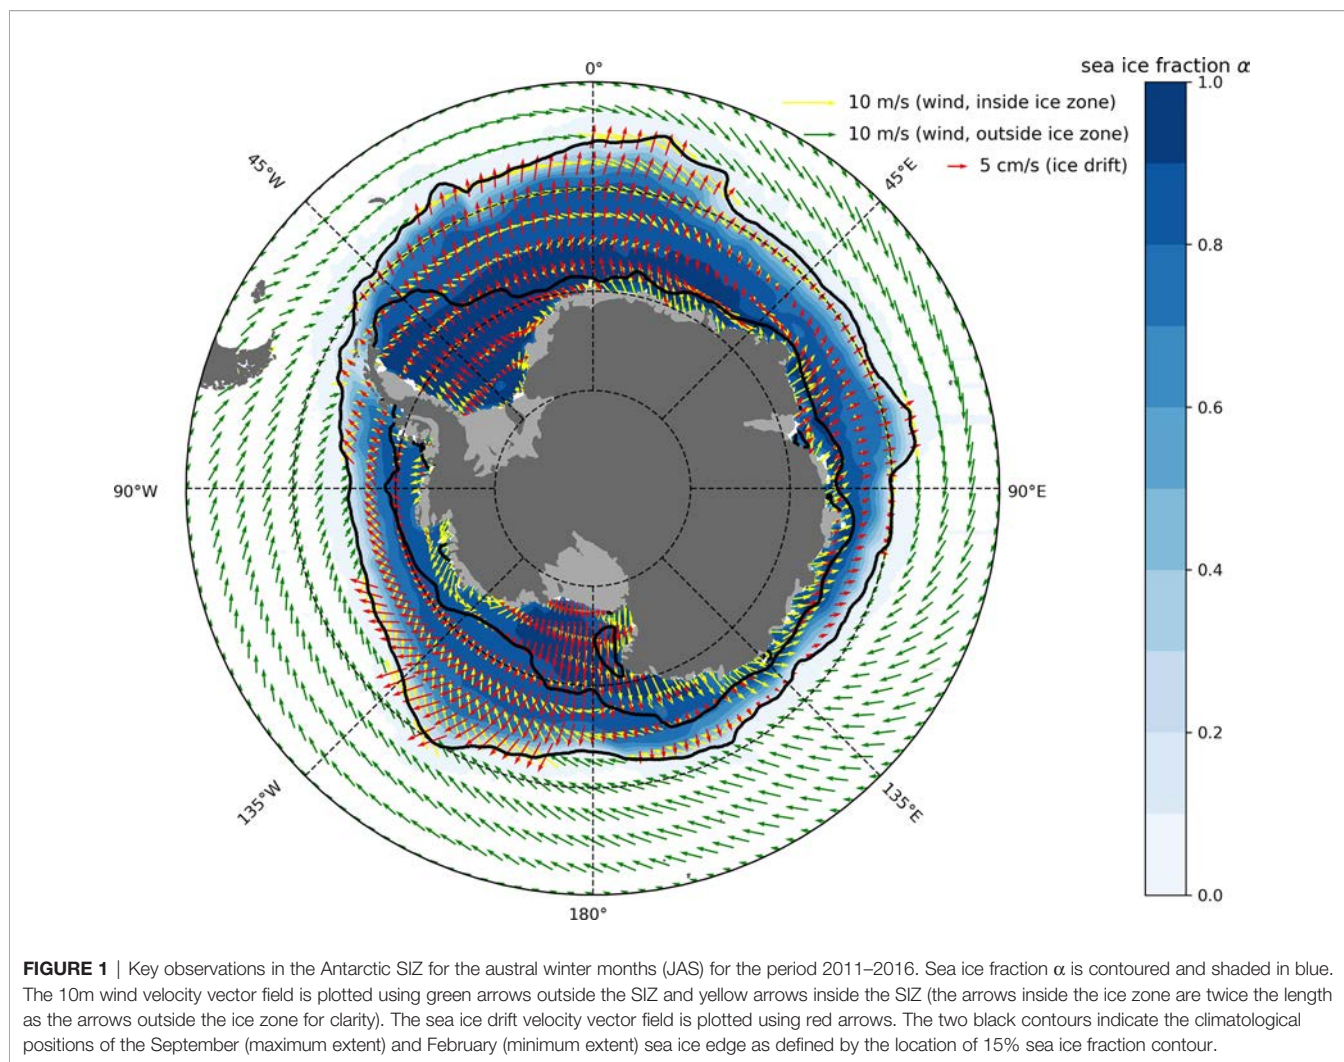 sea ice fraction α
0°
10 m/s (wind, inside ice zone)
10 m/s (wind, outside ice zone)
5 cm/s (ice drift)
1.0
0.8
0.6
0.4
0.2
0.0
45°W
45°E
90°W
90°E
135°W
135°E
180°
FIGURE 1 | Key observations in the Antarctic SIZ for the austral winter months (JAS) for the period 2011–2016. Sea ice fraction α is contoured and shaded in blue.
The 10m wind velocity vector field is plotted using green arrows outside the SIZ and yellow arrows inside the SIZ (the arrows inside the ice zone are twice the length
as the arrows outside the ice zone for clarity). The sea ice drift velocity vector field is plotted using red arrows. The two black contours indicate the climatological
positions of the September (maximum extent) and February (minimum extent) sea ice edge as defined by the location of 15% sea ice fraction contour.